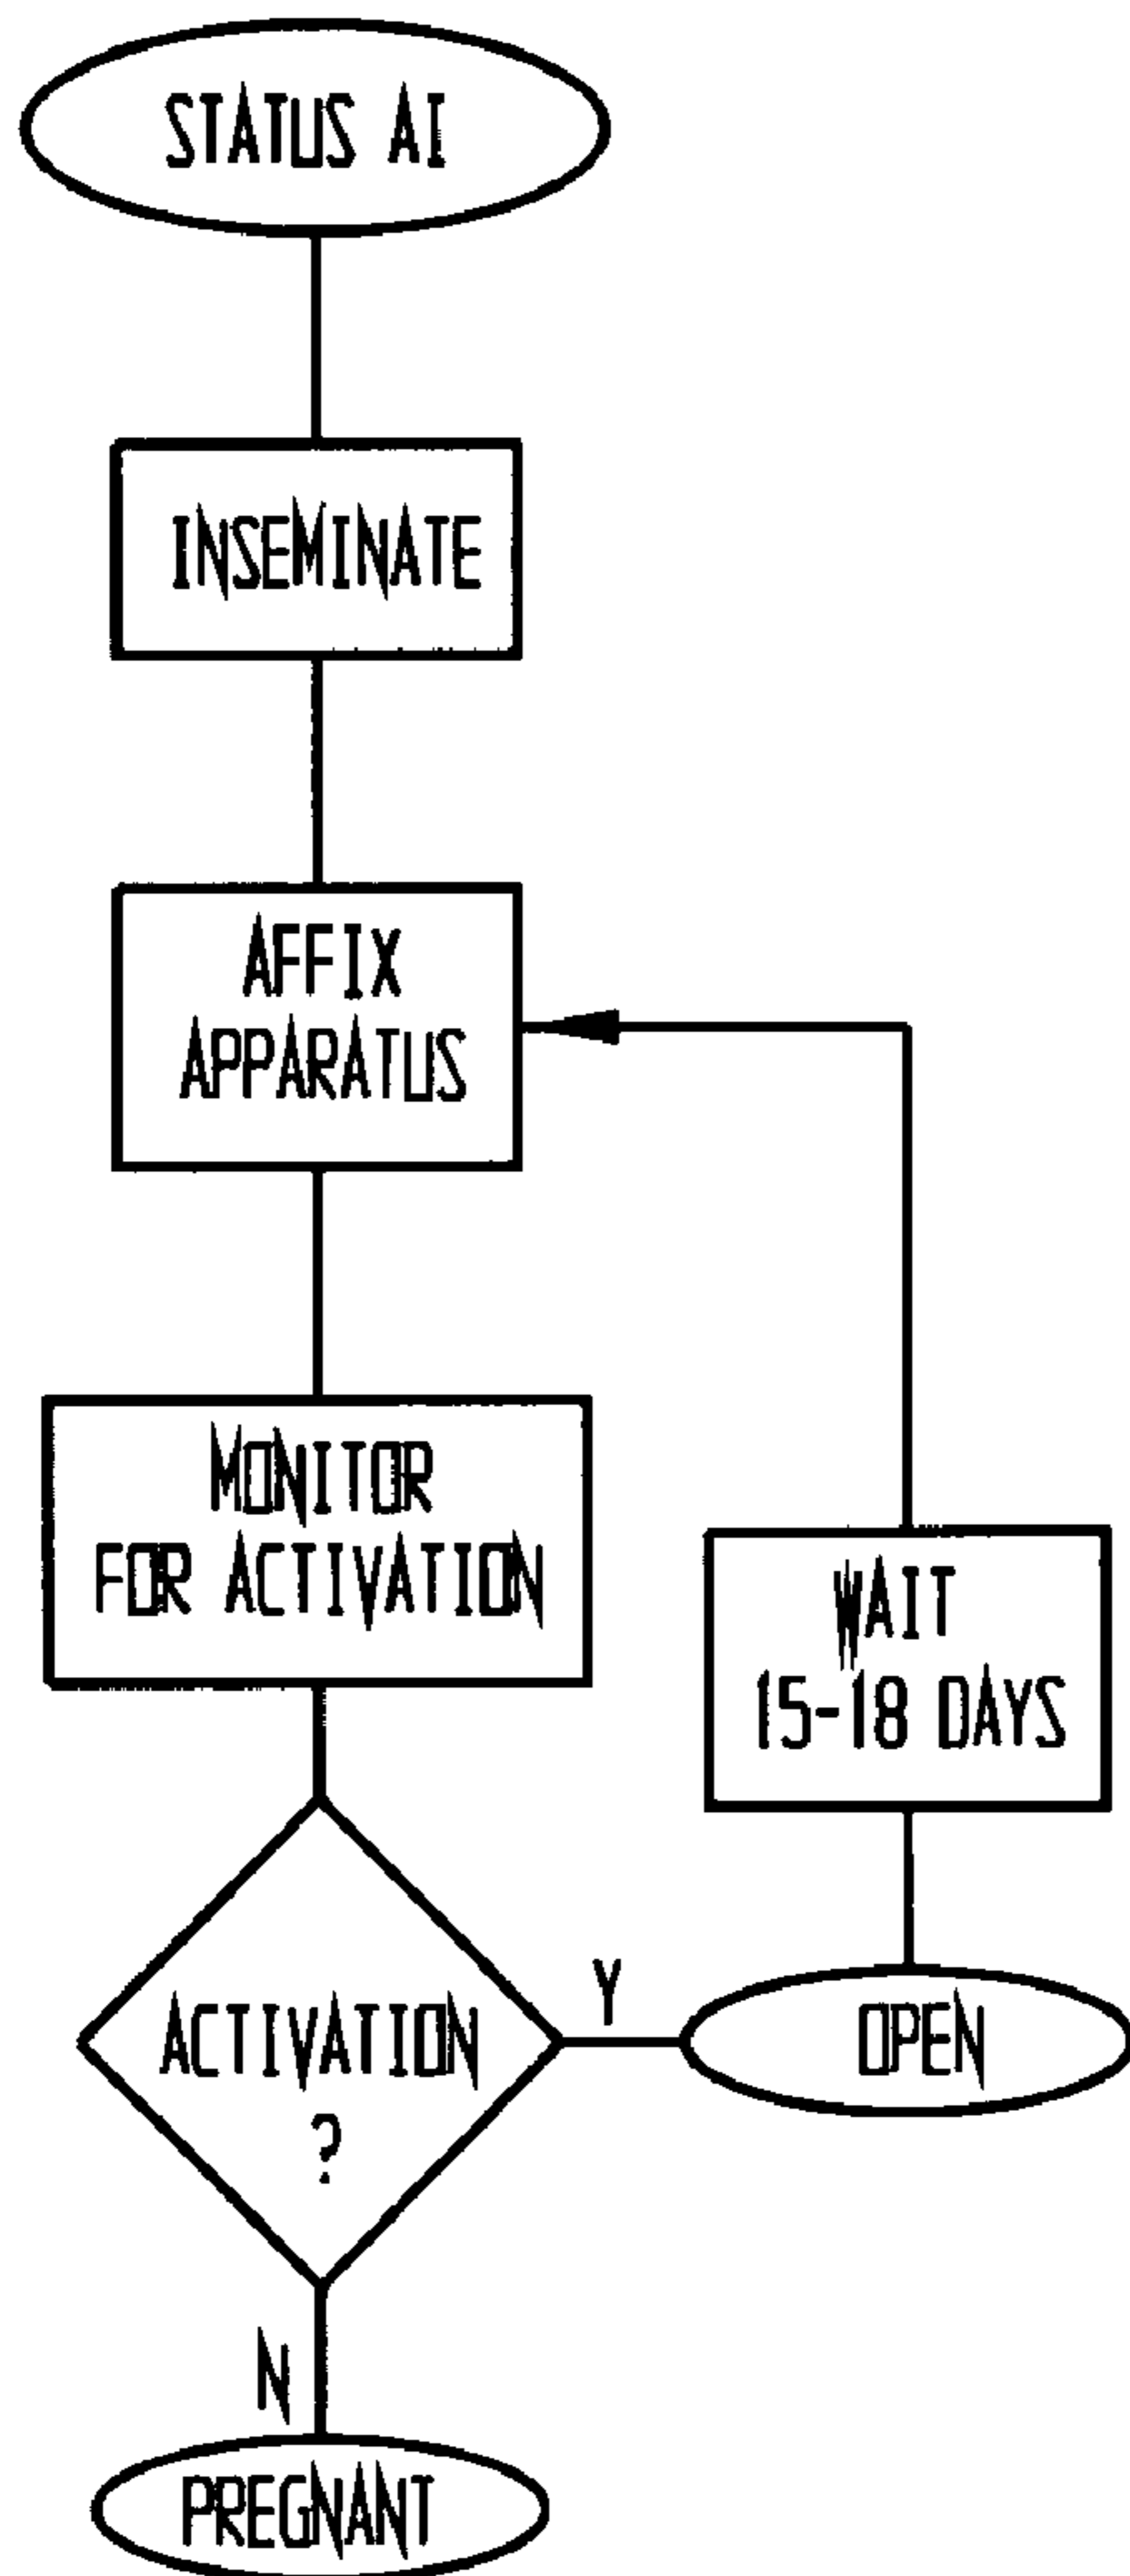 STATUS AI
INSEMINATE
AFFIX
APPARATUS
MONITOR
FOR ACTIVATION
WAIT
15-18 DAYS
ACTIVATION
?
Y
OPEN
N
PREGNANT